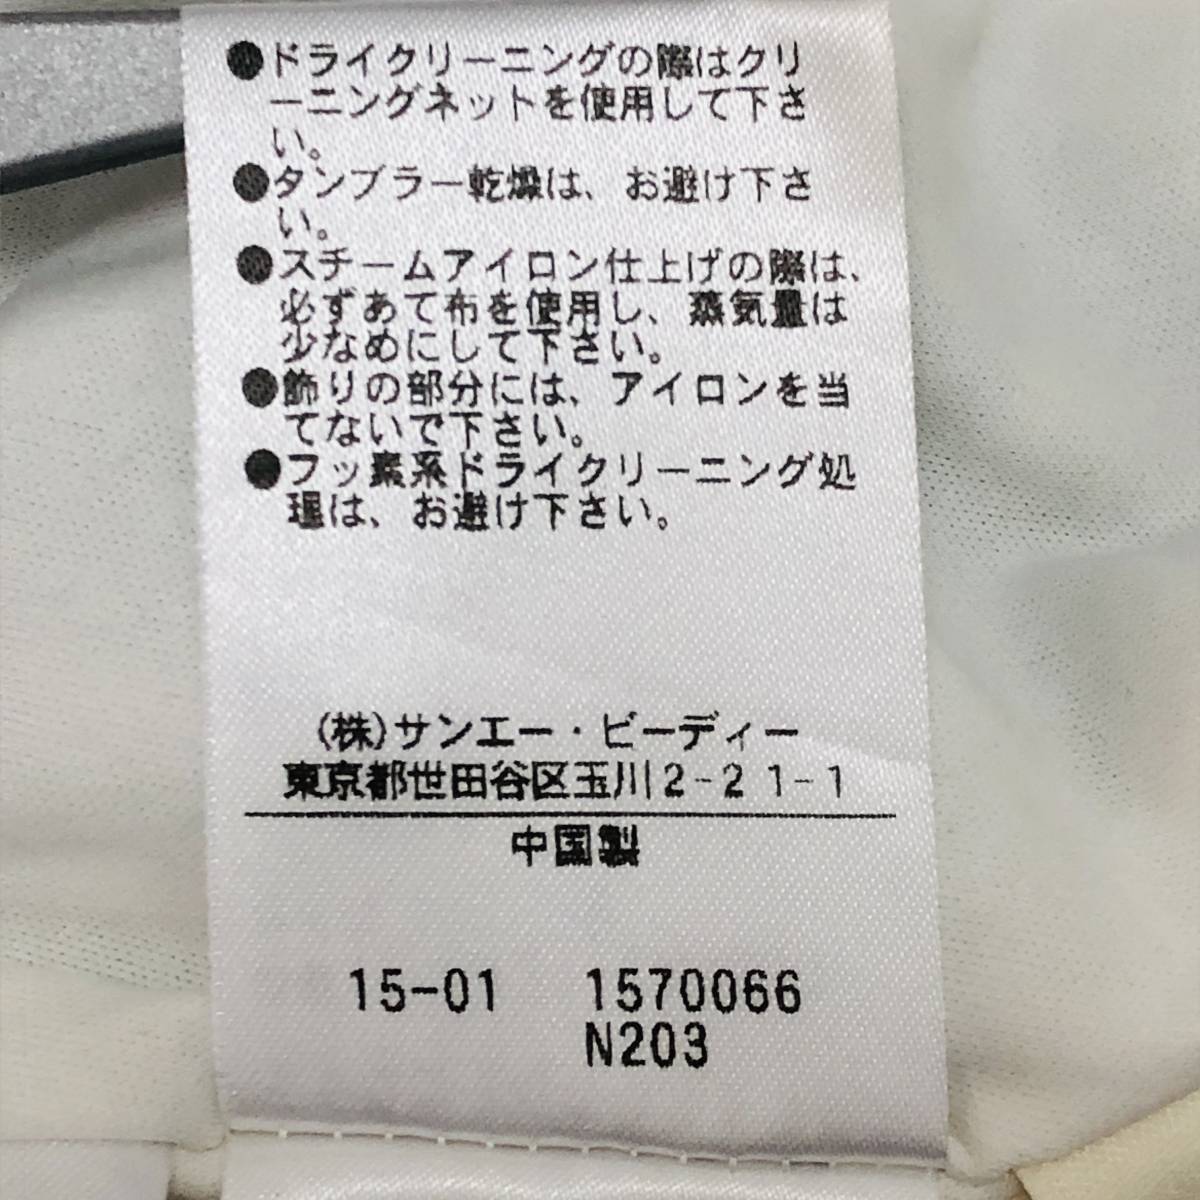 ●ドライクリーニングの際はクリ
ーニングネットを使用して下さ
い。
●タンブラー乾燥は、お避け下さ
い。
●スチームアイロン仕上げの際は、
必ずあて布を使用し、蒸気量は
少なめにして下さい。
●飾りの部分には、アイロンを当
てないで下さい。
●フッ素系ドライクリーニング処
理は、お避け下さい。
(株)サンエー・ビーディー
東京都世田谷区玉川2-21-1
中国製
15-01 1570066
N203